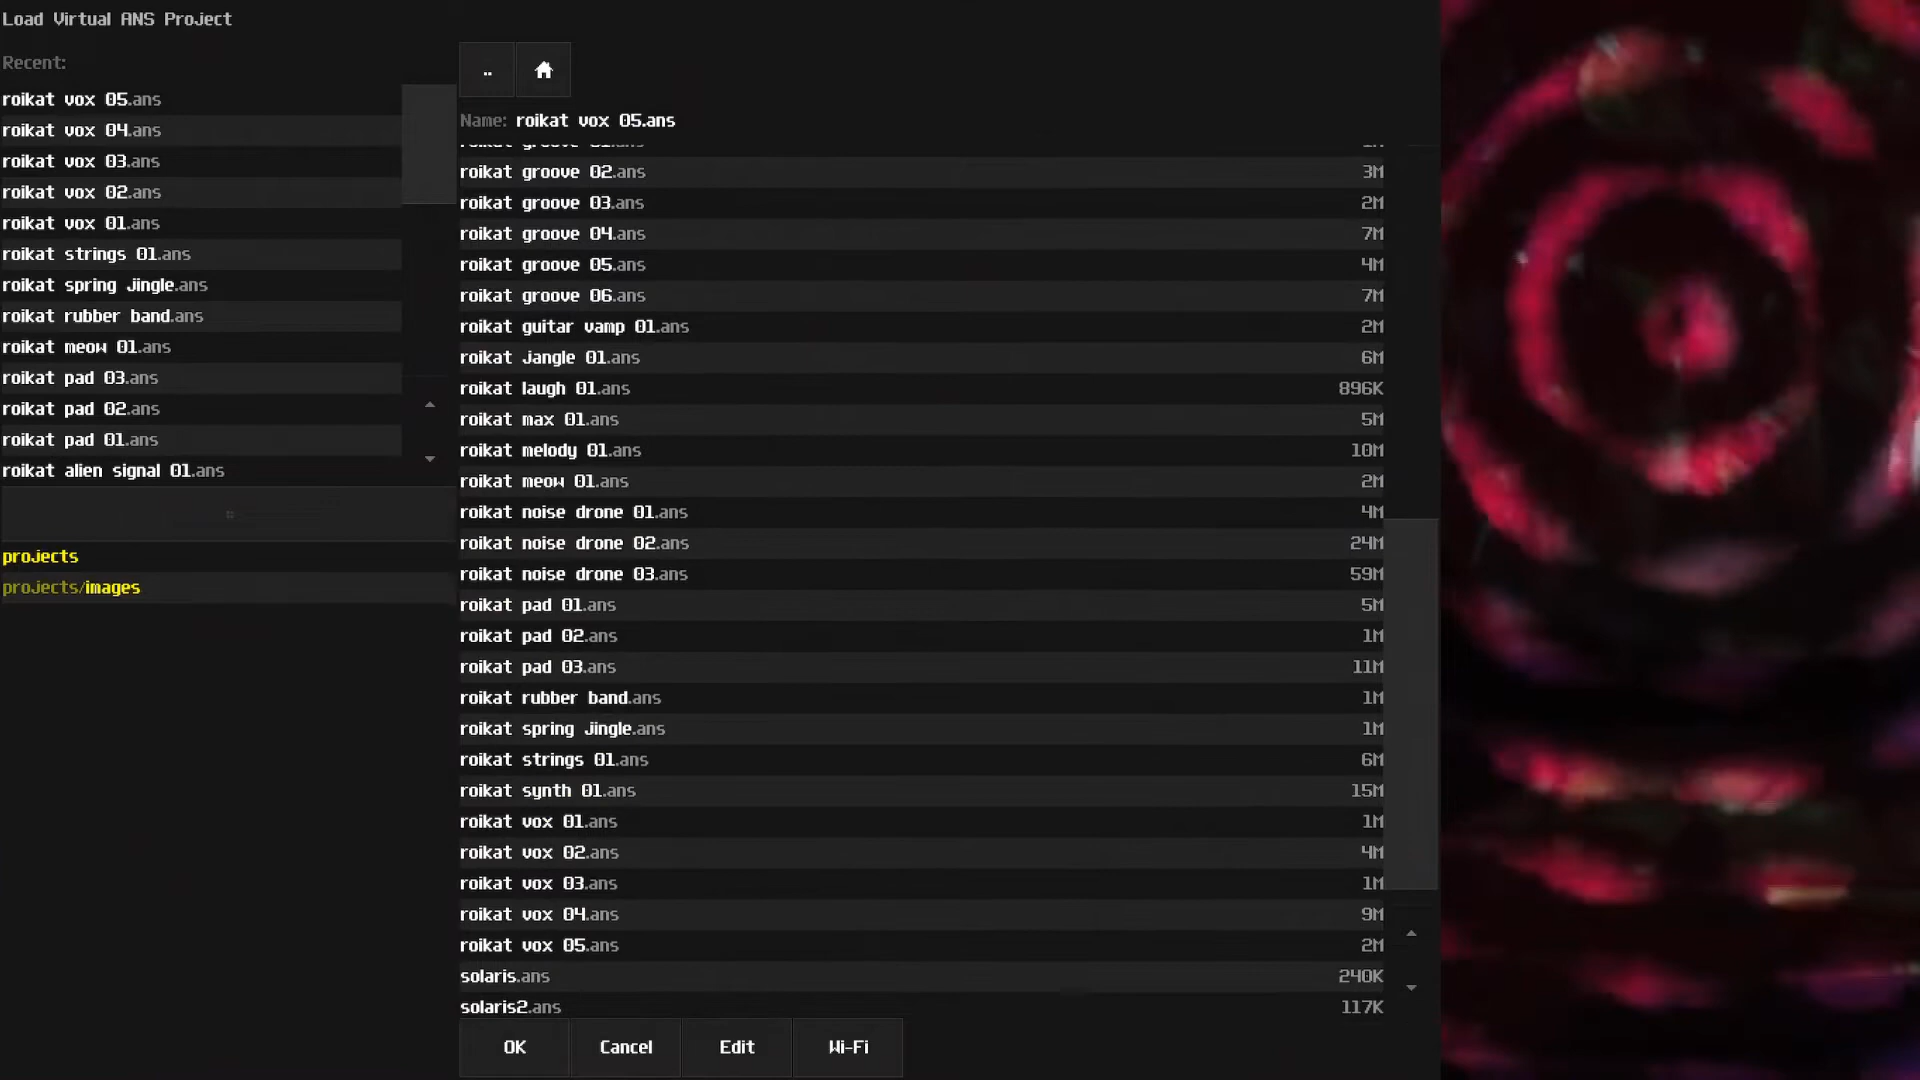 Load Virtual ANS Project
Recent:
roikat vox 05.ans
roikat vox 04.ans
roikat vox 03.ans
roikat vox 02.ans
roikat vox 01.ans
roikat strings 01.ans
roikat spring jingle.ans
roikat rubber band.ans
roikat meow 01.ans
roikat pad 03.ans
roikat pad 02.ans
roikat pad 01.ans
roikat alien signal 01.ans
projects
projects/images
..
Name: roikat vox 05.ans
roikat groove 02.ans 3M
roikat groove 03.ans 2M
roikat groove 04.ans 7M
roikat groove 05.ans 4M
roikat groove 06.ans 7M
roikat guitar vamp 01.ans 2M
roikat jangle 01.ans 6M
roikat laugh 01.ans 896K
roikat max 01.ans 5M
roikat melody 01.ans 10M
roikat meow 01.ans 2M
roikat noise drone 01.ans 4M
roikat noise drone 02.ans 24M
roikat noise drone 03.ans 59M
roikat pad 01.ans 5M
roikat pad 02.ans 1M
roikat pad 03.ans 11M
roikat rubber band.ans 1M
roikat spring jingle.ans 1M
roikat strings 01.ans 6M
roikat synth 01.ans 15M
roikat vox 01.ans 1M
roikat vox 02.ans 4M
roikat vox 03.ans 1M
roikat vox 04.ans 9M
roikat vox 05.ans 2M
solaris.ans 240K
solaris2.ans 117K
OK Cancel Edit Wi-Fi